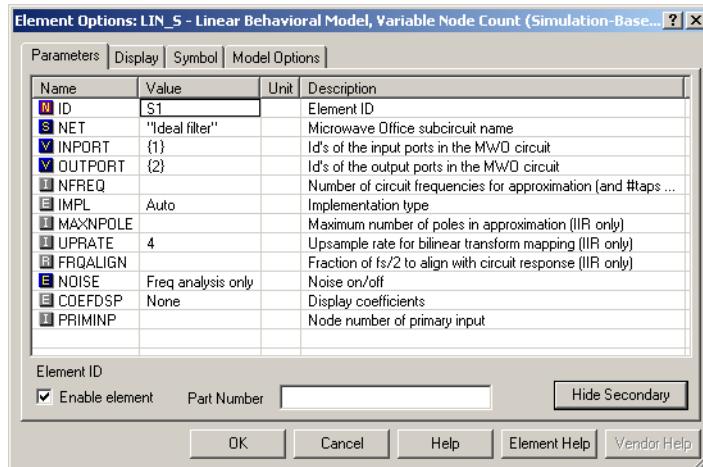 Element Options: LIN_S - Linear Behavioral Model, Variable Node Count (Simulation-Base...
Parameters Display Symbol Model Options
Name Value Unit Description
N ID S1 Element ID
S NET "Ideal filter" Microwave Office subcircuit name
V INPORT {1} Id's of the input ports in the MWO circuit
V OUTPORT {2} Id's of the output ports in the MWO circuit
I NFREQ Number of circuit frequencies for approximation (and #taps ...
E IMPL Auto Implementation type
I MAXNPOLE Maximum number of poles in approximation (IIR only)
I UPRATE 4 Upsample rate for bilinear transform mapping (IIR only)
R FRQALIGN Fraction of fs/2 to align with circuit response (IIR only)
E NOISE Freq analysis only Noise on/off
E COEFDSP None Display coefficients
I PRIMINP Node number of primary input
Element ID
Enable element Part Number Hide Secondary
OK Cancel Help Element Help Vendor Help